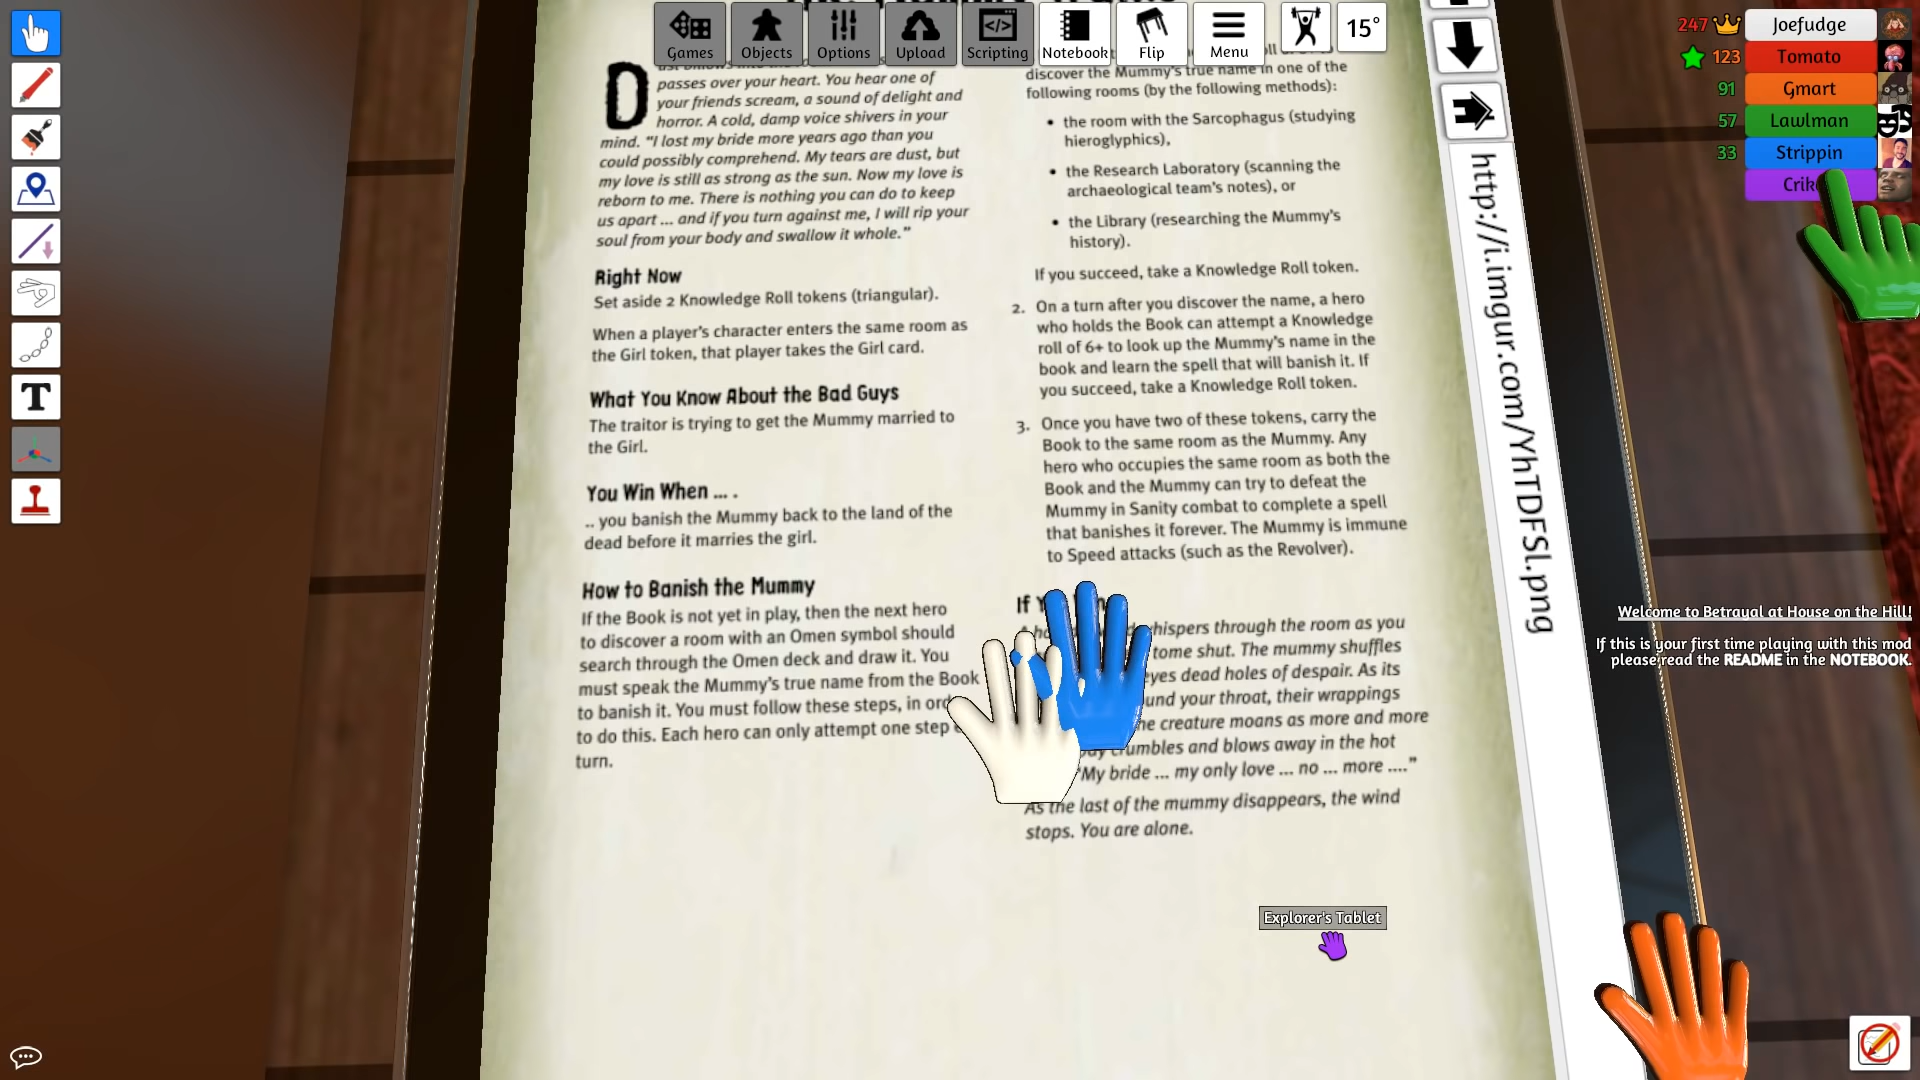 Games
Objects
Options
Upload
Scripting
Notebook
Flip
Menu
15°
247
Joefudge
123
Tomato
91
Gmart
57
Lawlman
33
Strippin
D
passes over your heart. You hear one of
your friends scream, a sound of delight and
horror. A cold, damp voice shivers in your
mind. “I lost my bride more years ago than you
could possibly comprehend. My tears are dust, but
my love is still as strong as the sun. Now my love is
reborn to me. There is nothing you can do to keep
us apart ... and if you turn against me, I will rip your
soul from your body and swallow it whole.”
Right Now
Set aside 2 Knowledge Roll tokens (triangular).
When a player's character enters the same room as
the Girl token, that player takes the Girl card.
What You Know About the Bad Guys
The traitor is trying to get the Mummy married to
the Girl.
You Win When ... .
.. you banish the Mummy back to the land of the
dead before it marries the girl.
How to Banish the Mummy
If the Book is not yet in play, then the next hero
to discover a room with an Omen symbol should
search through the Omen deck and draw it. You
must speak the Mummy's true name from the Book
to banish it. You must follow these steps, in
to do this. Each hero can only attempt one step
turn.
discover the Mummy's true name in one of the
following rooms (by the following methods):
• the room with the Sarcophagus (studying
hieroglyphics),
• the Research Laboratory (scanning the
archaeological team's notes), or
• the Library (researching the Mummy's
history).
If you succeed, take a Knowledge Roll token.
2. On a turn after you discover the name, a hero
who holds the Book can attempt a Knowledge
roll of 6+ to look up the Mummy's name in the
book and learn the spell that will banish it. If
you succeed, take a Knowledge Roll token.
3. Once you have two of these tokens, carry the
Book to the same room as the Mummy. Any
hero who occupies the same room as both the
Book and the Mummy can try to defeat the
Mummy in Sanity combat to complete a spell
that banishes it forever. The Mummy is immune
to Speed attacks (such as the Revolver).
If
whispers through the room as you
tome shut. The mummy shuffles
eyes dead holes of despair. As its
your throat, their wrappings
creature moans as more and more
crumbles and blows away in the hot
“My bride ... my only love ... no ... more ....”
As the last of the mummy disappears, the wind
stops. You are alone.
http://i.imgur.com/YhTDFSl.png
Welcome to Betrayal at House on the Hill!
If this is your first time playing with this mod
please read the README in the NOTEBOOK.
Explorer's Tablet